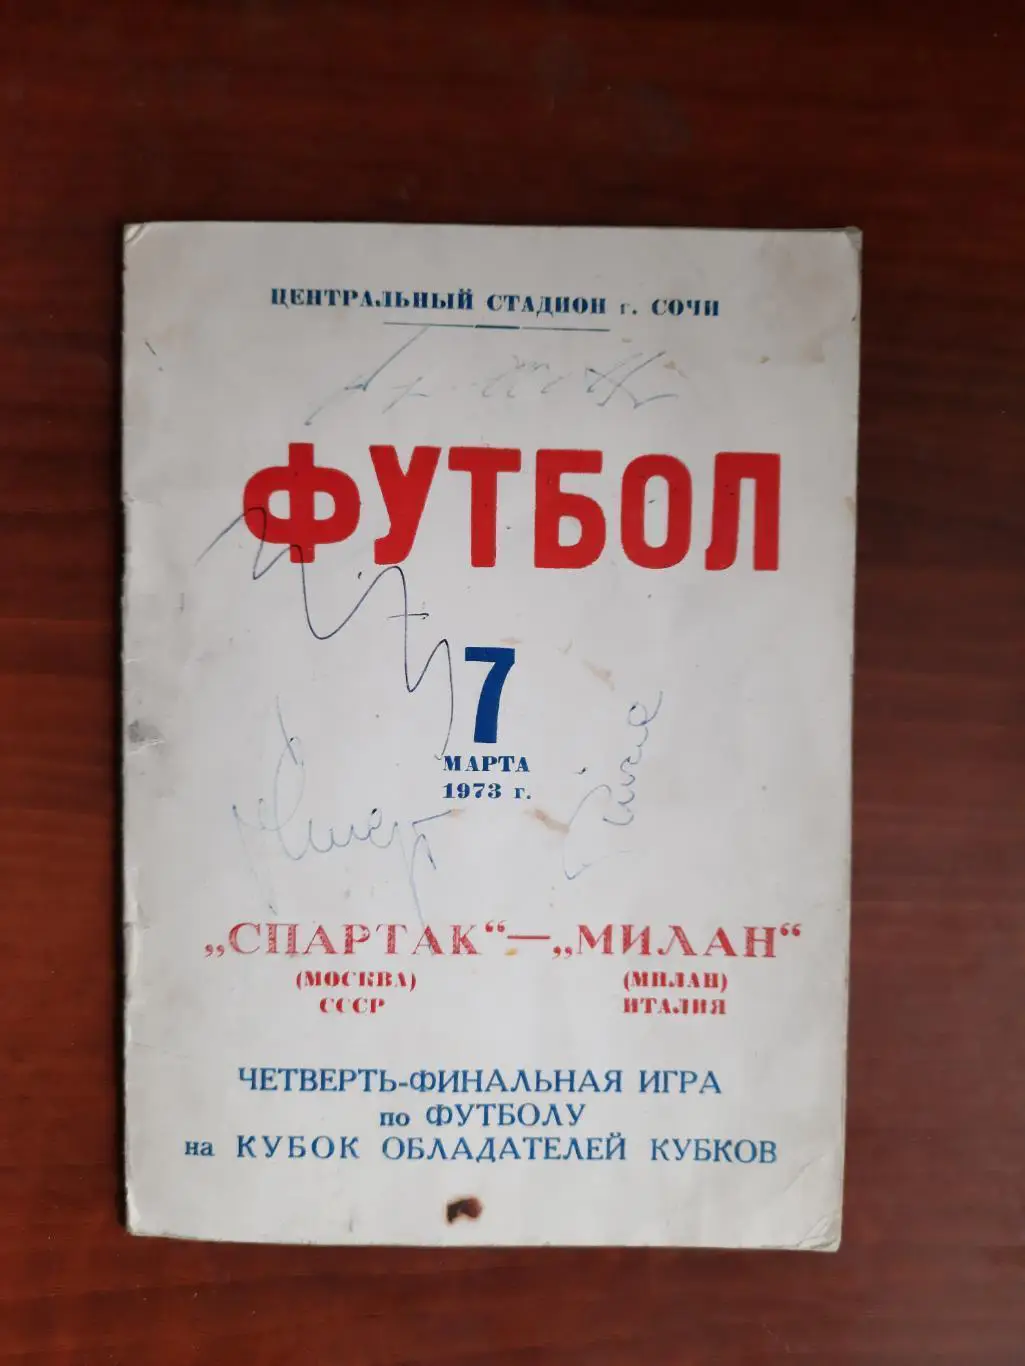 ЦЕНТРАЛЬНЫЙ СТАДИОН г. СОЧИ
ФУТБОЛ
7
МАРТА
1973 г.
„СПАРТАК“—„МИЛАН“
(МОСКВА) (МИЛАН)
СССР ИТАЛИЯ
ЧЕТВЕРТЬ-ФИНАЛЬНАЯ ИГРА
по ФУТБОЛУ
на КУБОК ОБЛАДАТЕЛЕЙ КУБКОВ